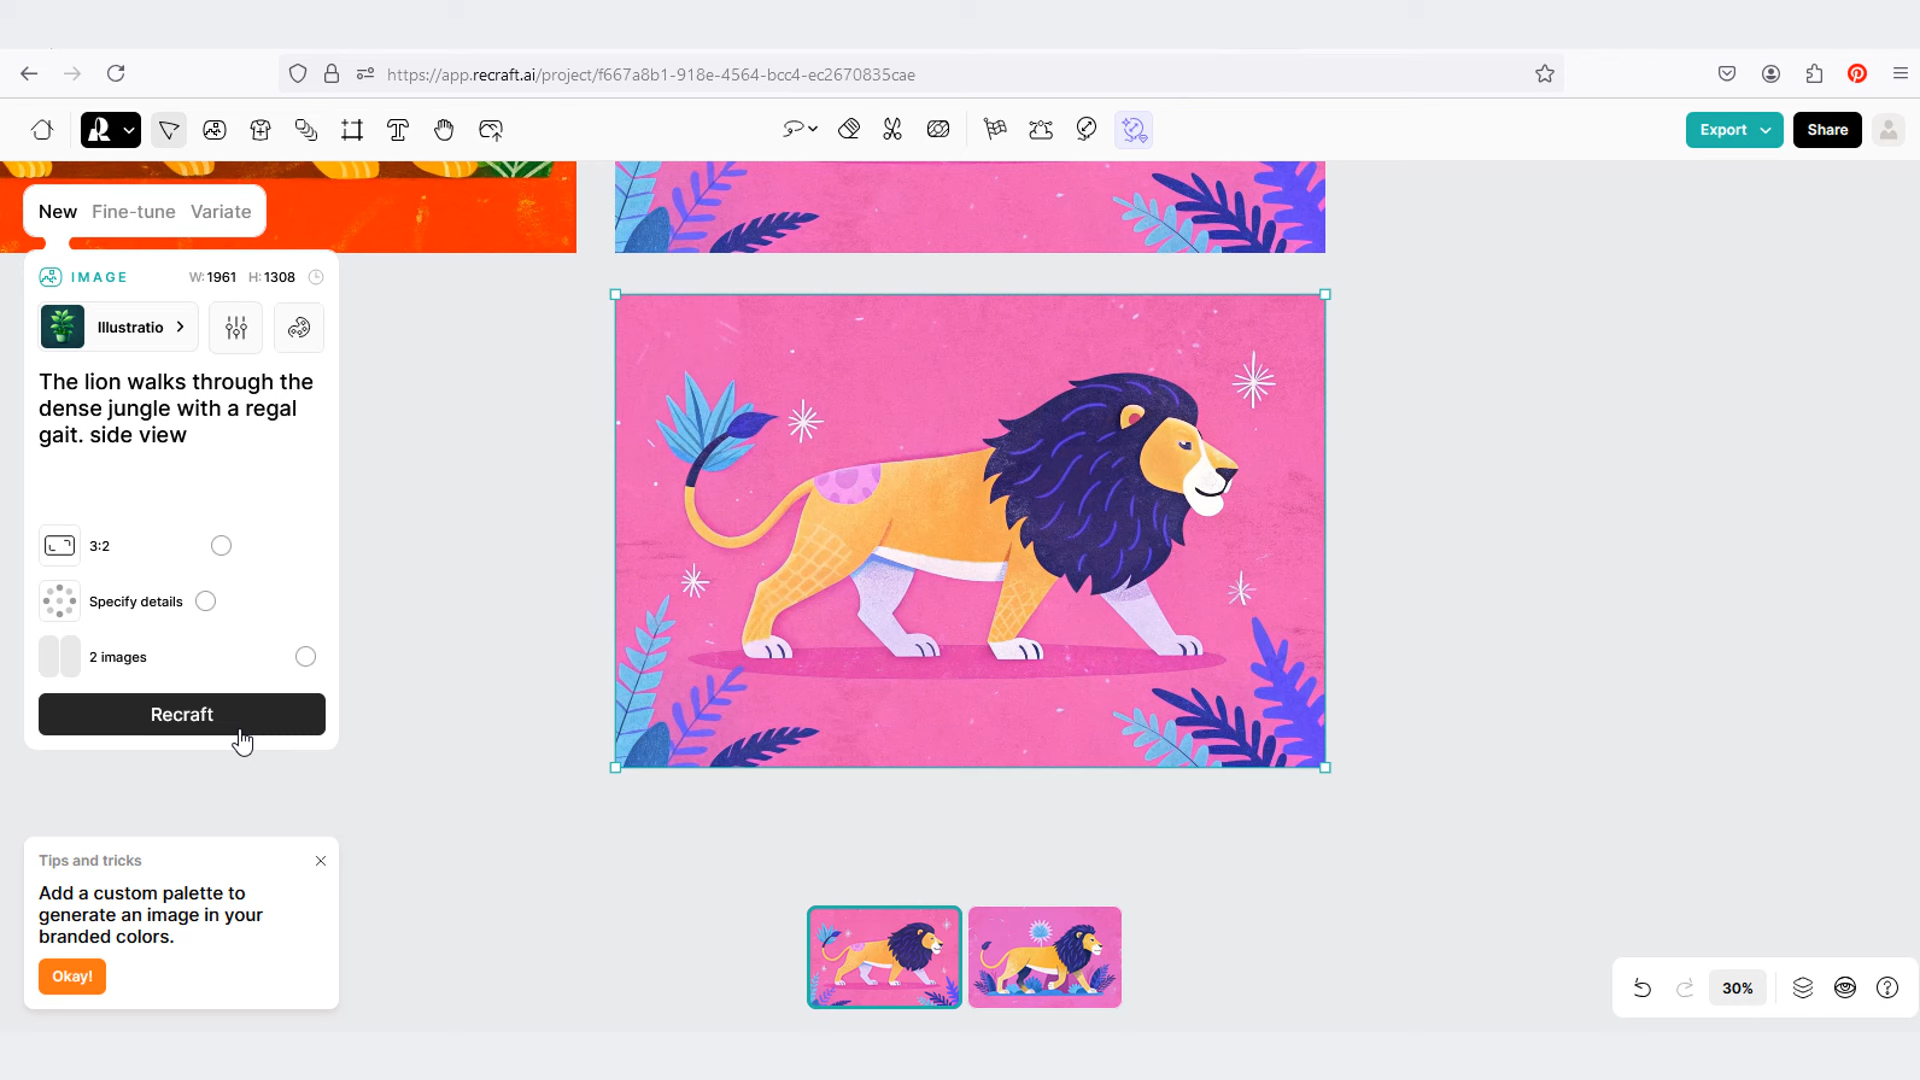 https://app.recraft.ai/project/f667a8b1-918e-4564-bcc4-ec2670835cae
Export
Share
New Fine-tune Variate
IMAGE W: 1961 H: 1308
Illustratio
The lion walks through the
dense jungle with a regal
gait. side view
3:2
Specify details
2 images
Recraft
Tips and tricks
Add a custom palette to
generate an image in your
branded colors.
Okay!
30%